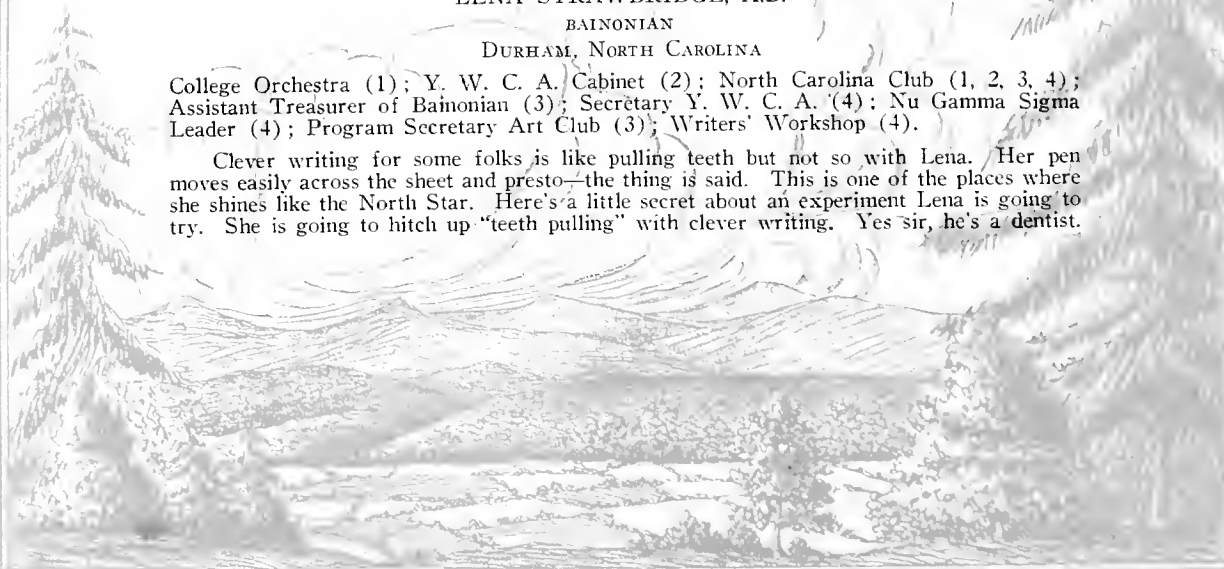 LENA STRAWBRIDGE, A.B.
BAINONIAN
DURHAM, NORTH CAROLINA
College Orchestra (1); Y. W. C. A. Cabinet (2); North Carolina Club (1, 2, 3, 4);
Assistant Treasurer of Bainonian (3); Secretary Y. W. C. A. (4); Nu Gamma Sigma
Leader (4); Program Secretary Art Club (3); Writers' Workshop (4).
Clever writing for some folks is like pulling teeth but not so with Lena. Her pen
moves easily across the sheet and presto—the thing is said. This is one of the places where
she shines like the North Star. Here's a little secret about an experiment Lena is going to
try. She is going to hitch up "teeth pulling" with clever writing. Yes sir, he's a dentist.